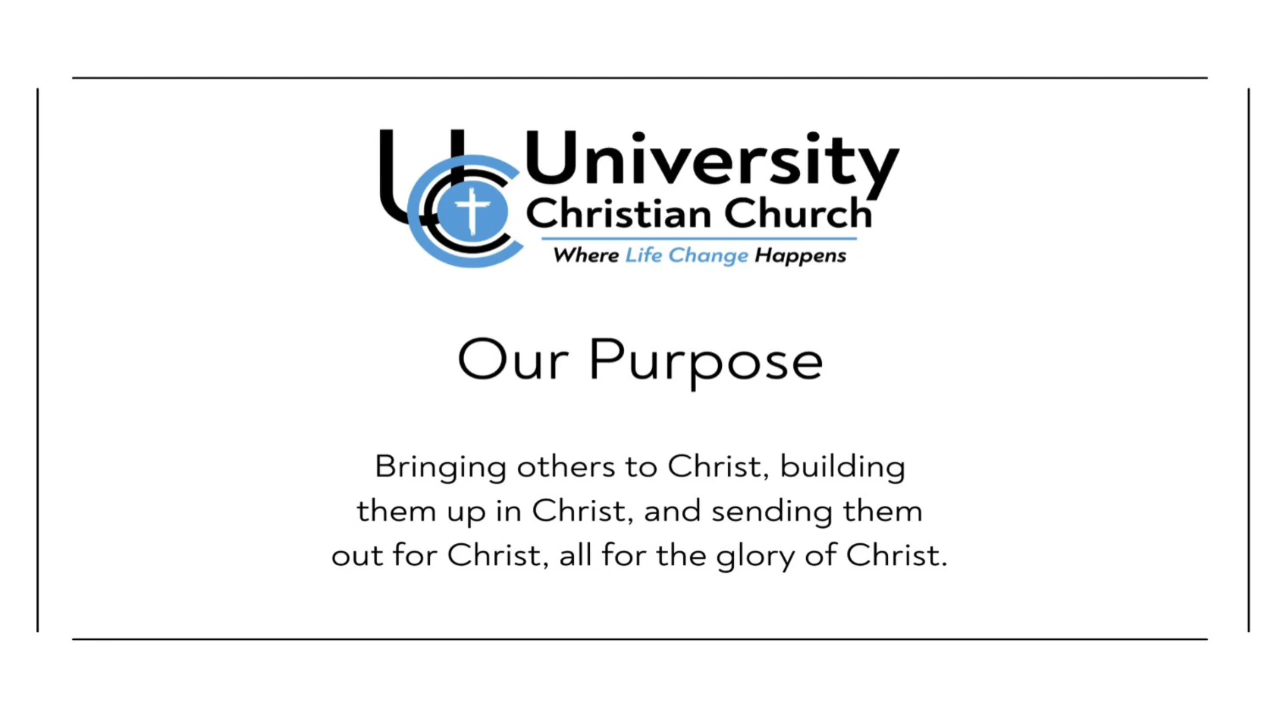 University
Christian Church
Where Life Change Happens
Our Purpose
Bringing others to Christ, building
them up in Christ, and sending them
out for Christ, all for the glory of Christ.